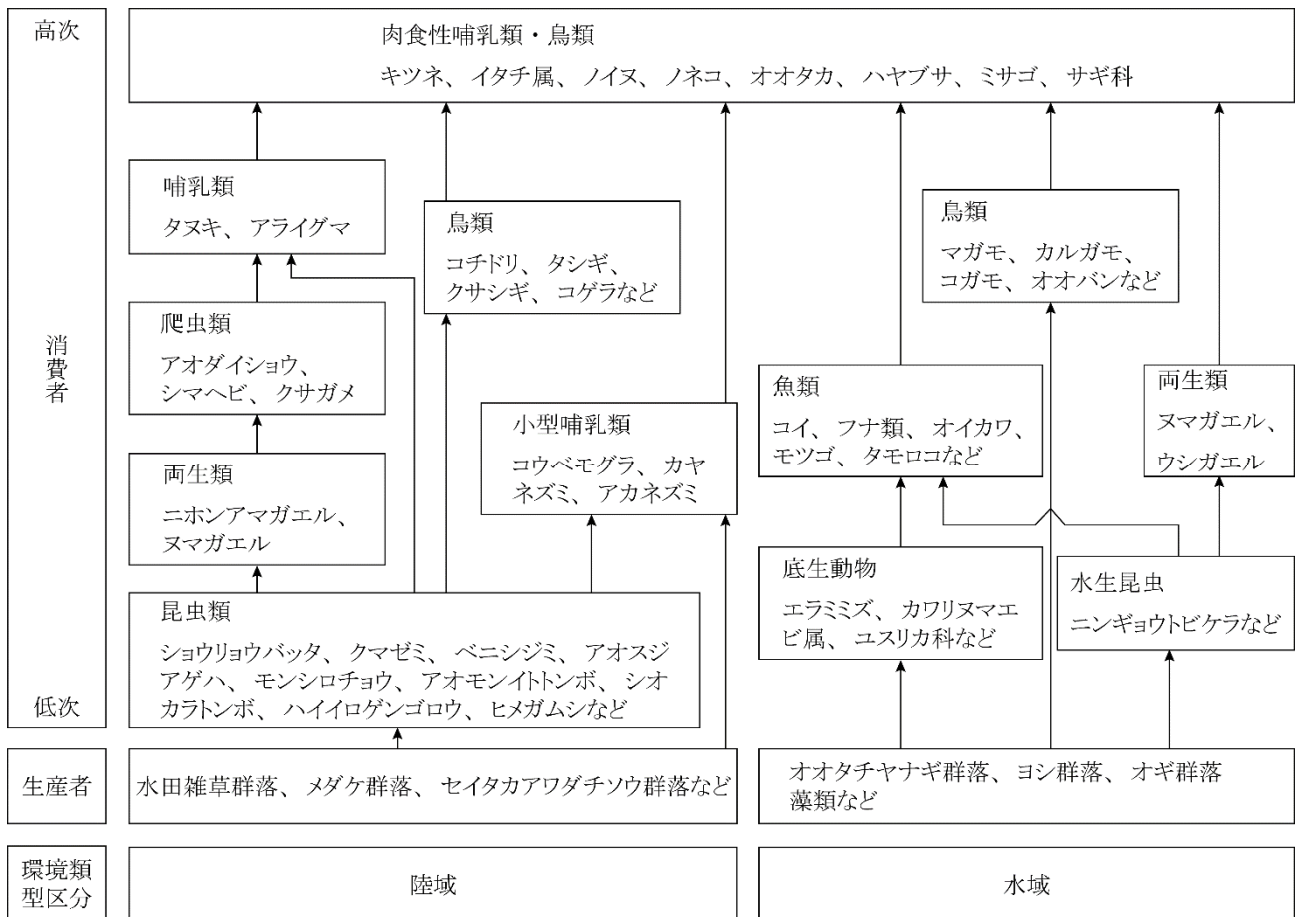 高次
肉食性哺乳類・鳥類
キツネ、イタチ属、ノイヌ、ノネコ、オオタカ、ハヤブサ、ミサゴ、サギ科
哺乳類
タヌキ、アライグマ
鳥類
コチドリ、タシギ、
クサシギ、コゲラなど
鳥類
マガモ、カルガモ、
コガモ、オオバンなど
消費者
爬虫類
アオダイショウ、
シマヘビ、クサガメ
小型哺乳類
コウベモグラ、カヤ
ネズミ、アカネズミ
魚類
コイ、フナ類、オイカワ、
モツゴ、タモロコなど
両生類
ヌマガエル、
ウシガエル
両生類
ニホンアマガエル、
ヌマガエル
底生動物
エラミミズ、カワリヌマエ
ビ属、ユスリカ科など
水生昆虫
ニンギョウトビケラなど
昆虫類
ショウリョウバッタ、クマゼミ、ベニシジミ、アオスジ
アゲハ、モンシロチョウ、アオモンイトトンボ、シオ
カラトンボ、ハイイロゲンゴロウ、ヒメガムシなど
低次
生産者
水田雑草群落、メダケ群落、セイタカアワダチソウ群落など
オオタチヤナギ群落、ヨシ群落、オギ群落
藻類など
環境類
型区分
陸域
水域